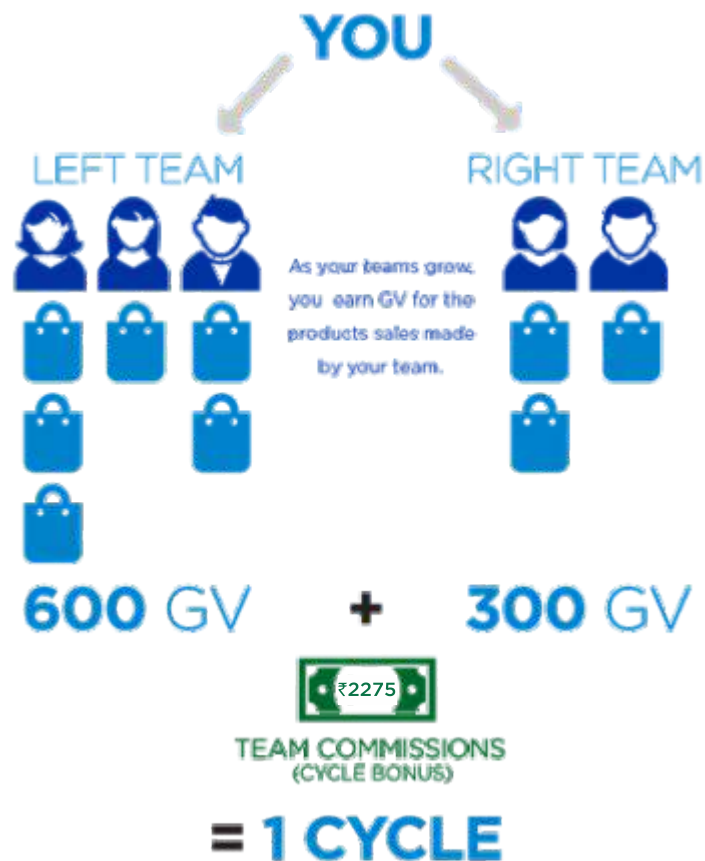 YOU
LEFT TEAM
RIGHT TEAM
As your teams grow,
you earn GV for the
products sales made
by your team.
600 GV
+
300 GV
₹2275
TEAM COMMISSIONS
(CYCLE BONUS)
= 1 CYCLE